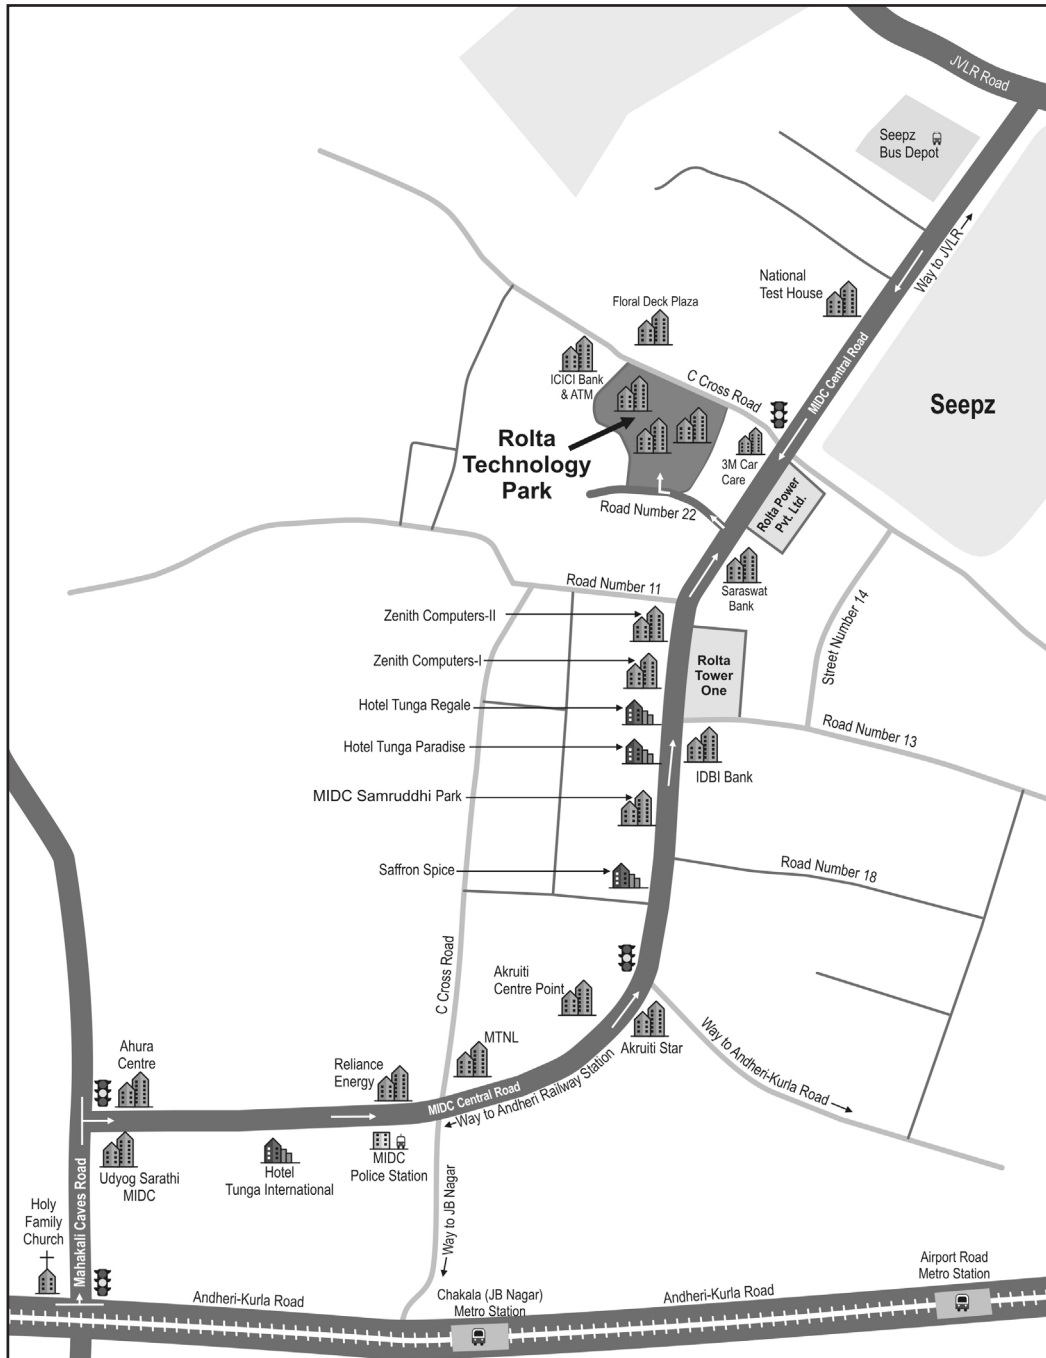 JVLR Road
Seepz
Bus Depot
Way to JVLR
National
Test House
Floral Deck Plaza
MIDC Central Road
ICICI Bank
& ATM
C Cross Road
Seepz
Rolta
Technology
Park
3M Car
Care
Rolta Power
Pvt. Ltd.
Road Number 22
Road Number 11
Saraswat
Bank
Street Number 14
Zenith Computers-II
Zenith Computers-I
Rolta
Tower
One
Hotel Tunga Regale
Road Number 13
Hotel Tunga Paradise
IDBI Bank
MIDC Samruddhi Park
Saffron Spice
Road Number 18
C Cross Road
Akruiti
Centre Point
Way to Andheri-Kurla Road
Akruiti Star
MTNL
Ahura
Centre
Reliance
Energy
MIDC Central Road
Way to Andheri Railway Station
Udyog Sarathi
MIDC
Hotel
Tunga International
MIDC
Police Station
Mahakali Caves Road
Way to JB Nagar
Holy
Family
Church
Airport Road
Metro Station
Andheri-Kurla Road
Chakala (JB Nagar)
Metro Station
Andheri-Kurla Road